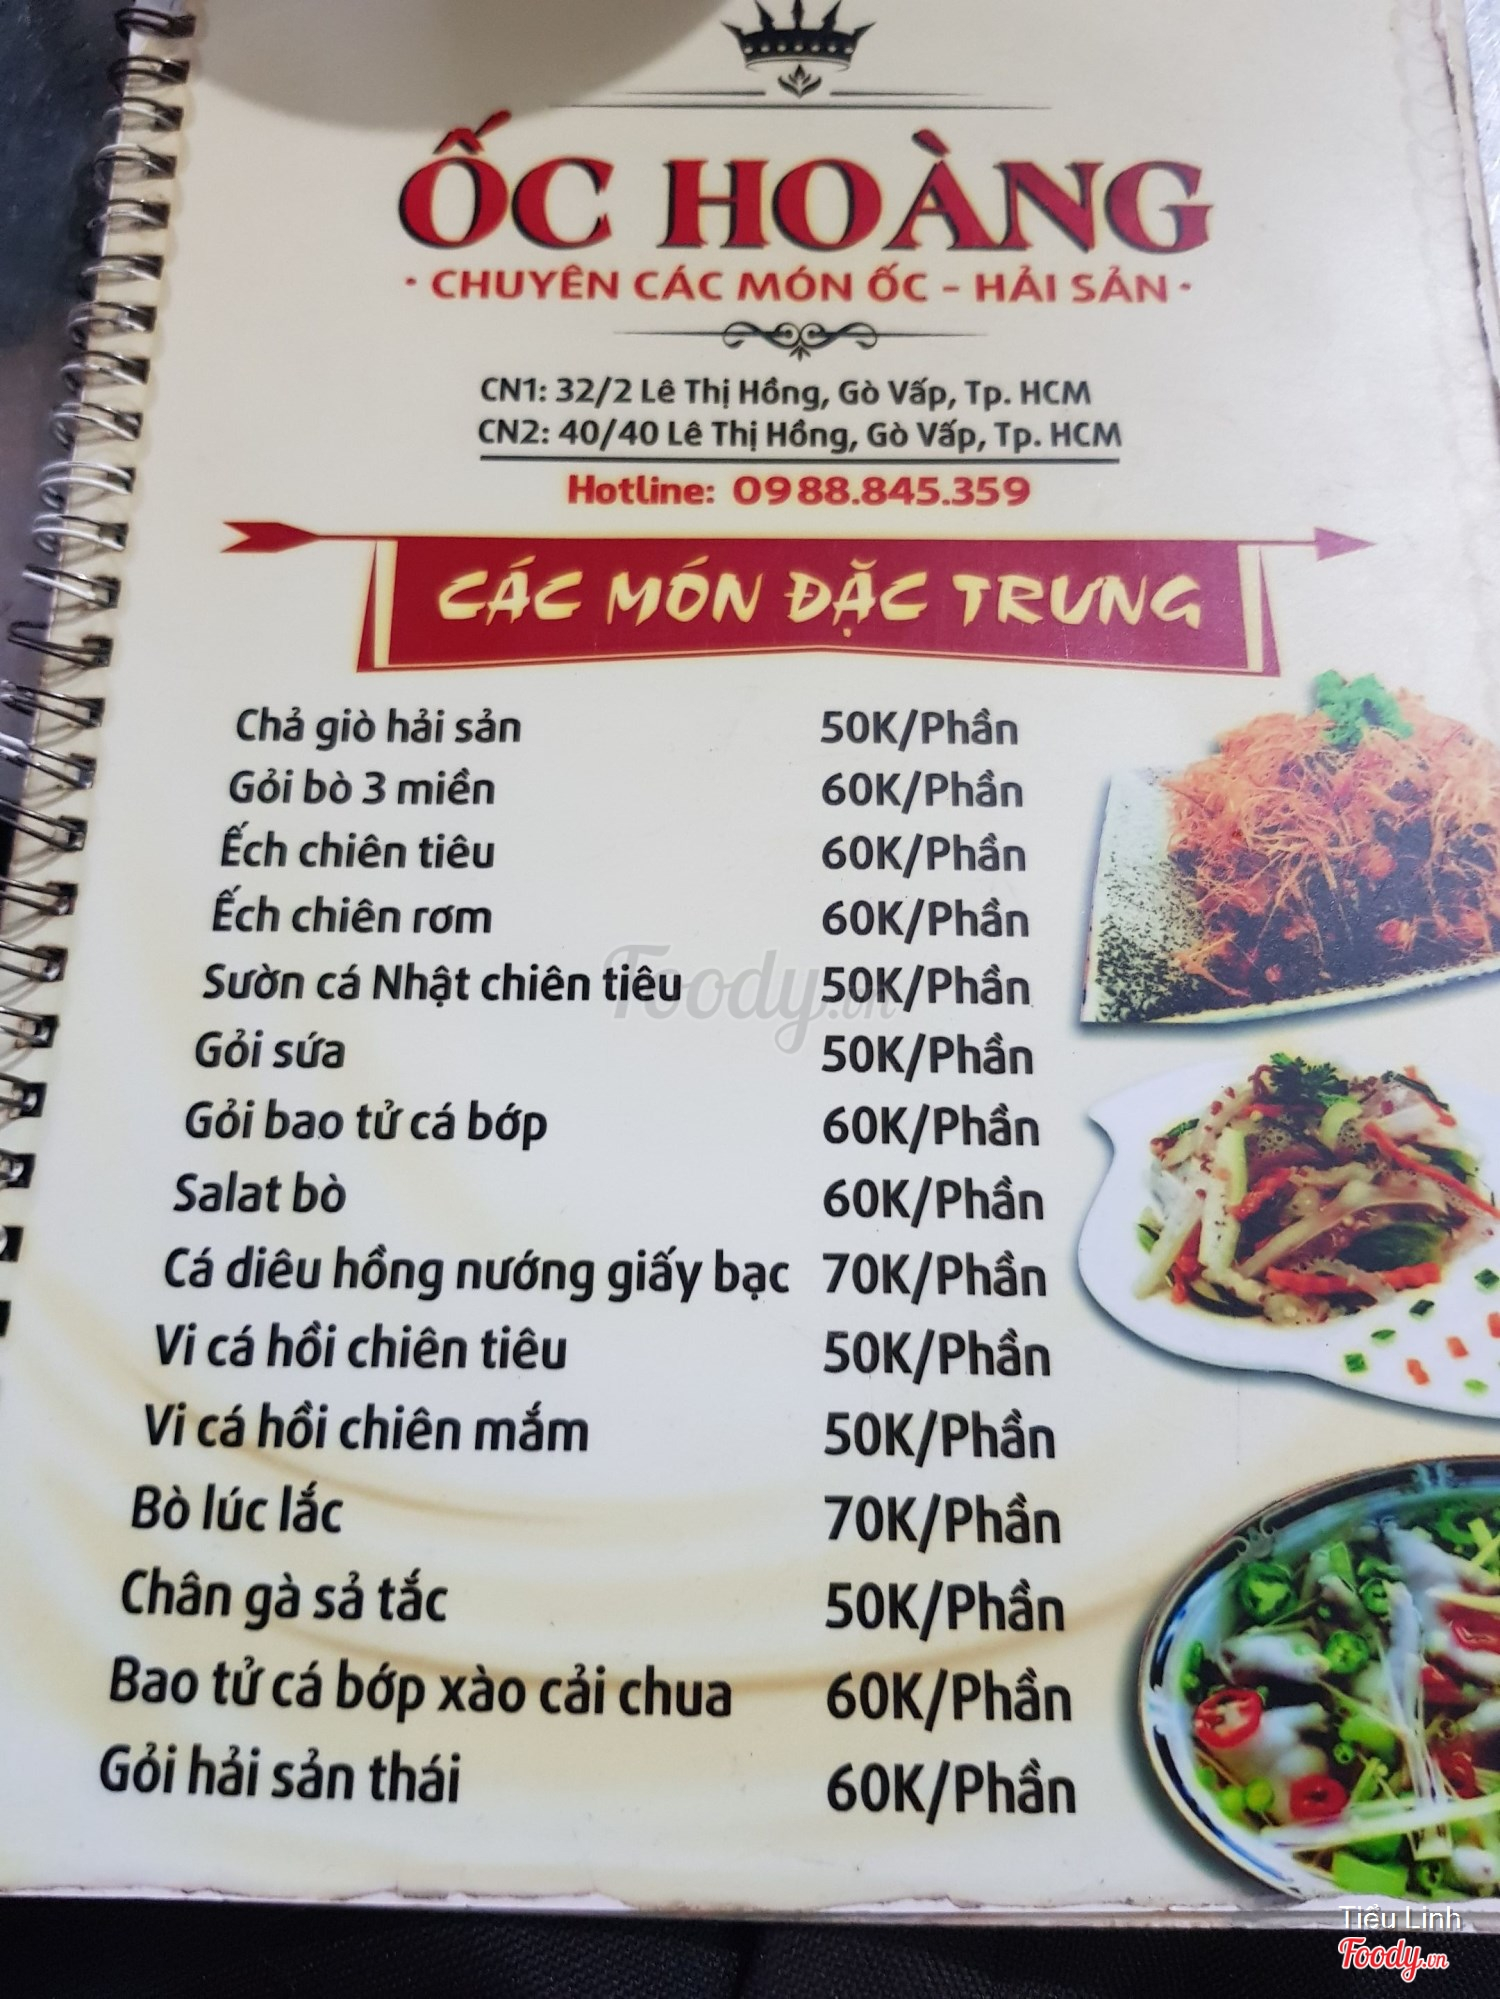 ỐC HOÀNG
· CHUYÊN CÁC MÓN ỐC - HẢI SẢN ·
CN1: 32/2 Lê Thị Hồng, Gò Vấp, Tp. HCM
CN2: 40/40 Lê Thị Hồng, Gò Vấp, Tp. HCM
Hotline: 0988.845.359
CÁC MÓN ĐẶC TRƯNG
Chả giò hải sản 50K/Phần
Gỏi bò 3 miền 60K/Phần
Ếch chiên tiêu 60K/Phần
Ếch chiên rơm 60K/Phần
Sườn cá Nhật chiên tiêu 50K/Phần
Foody.vn
Gỏi sứa 50K/Phần
Gỏi bao tử cá bớp 60K/Phần
Salat bò 60K/Phần
Cá diêu hồng nướng giấy bạc 70K/Phần
Vi cá hồi chiên tiêu 50K/Phần
Vi cá hồi chiên mắm 50K/Phần
Bò lúc lắc 70K/Phần
Chân gà sả tắc 50K/Phần
Bao tử cá bớp xào cải chua 60K/Phần
Gỏi hải sản thái 60K/Phần
Tiểu Linh
Foody.vn